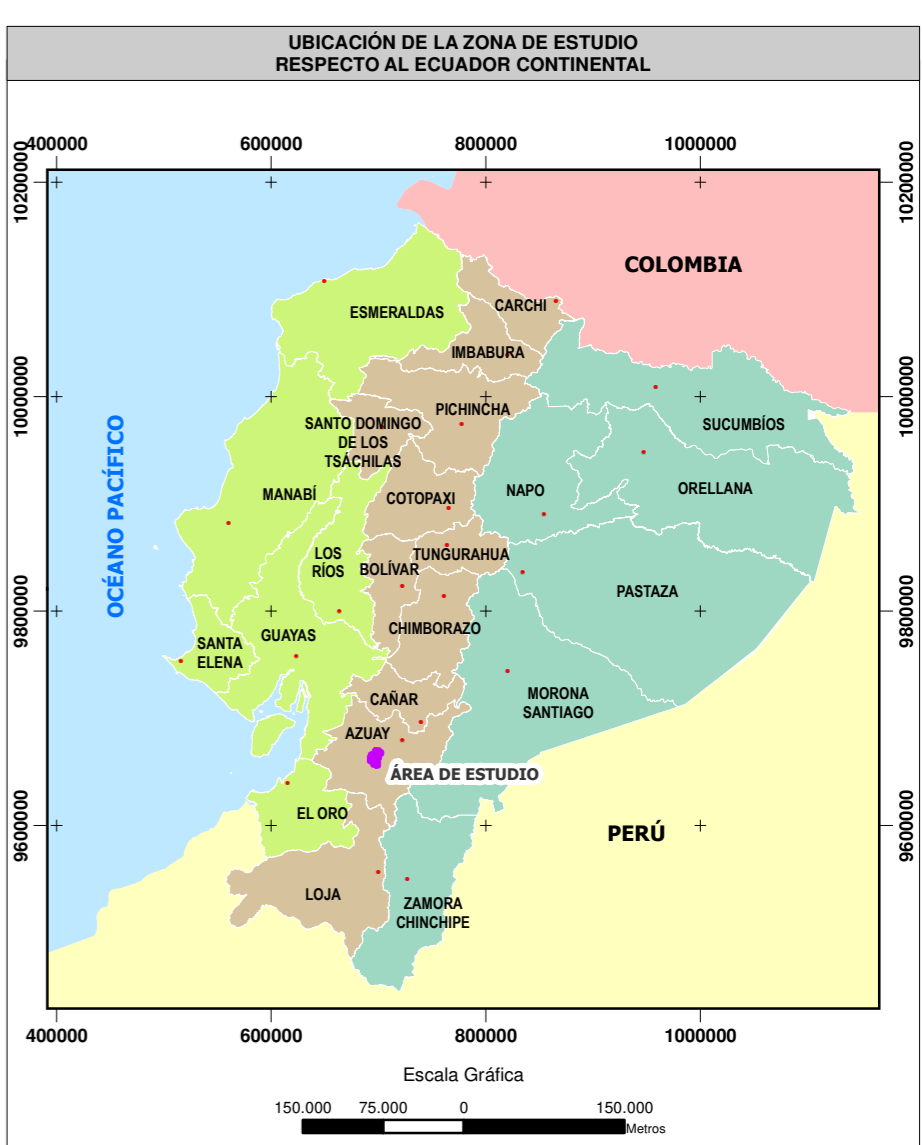 UBICACIÓN DE LA ZONA DE ESTUDIO
RESPECTO AL ECUADOR CONTINENTAL
400000 600000 800000 1000000
10200000 10200000
COLOMBIA
CARCHI
ESMERALDAS
IMBABURA
10000000 10000000
PICHINCHA
SANTO DOMINGO
DE LOS
TSÁCHILAS
SUCUMBÍOS
OCÉANO PACÍFICO
MANABÍ
COTOPAXI
NAPO
ORELLANA
LOS
RÍOS
TUNGURAHUA
BOLÍVAR
PASTAZA
9800000 9800000
CHIMBORAZO
GUAYAS
SANTA
ELENA
CAÑAR
MORONA
SANTIAGO
AZUAY
ÁREA DE ESTUDIO
EL ORO
9600000 9600000
PERÚ
LOJA
ZAMORA
CHINCHIPE
400000 600000 800000 1000000
Escala Gráfica
150.000 75.000 0 150.000
Metros